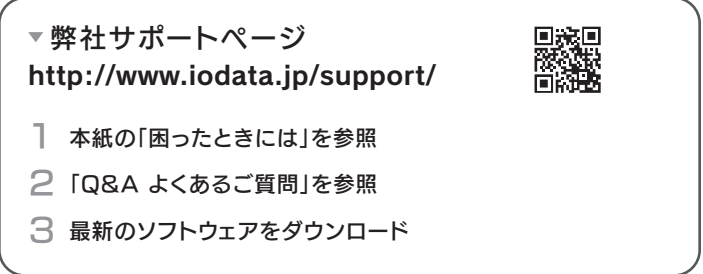 ▼弊社サポートページ
http://www.iodata.jp/support/
1 本紙の「困ったときには」を参照
2 「Q&A よくあるご質問」を参照
3 最新のソフトウェアをダウンロード